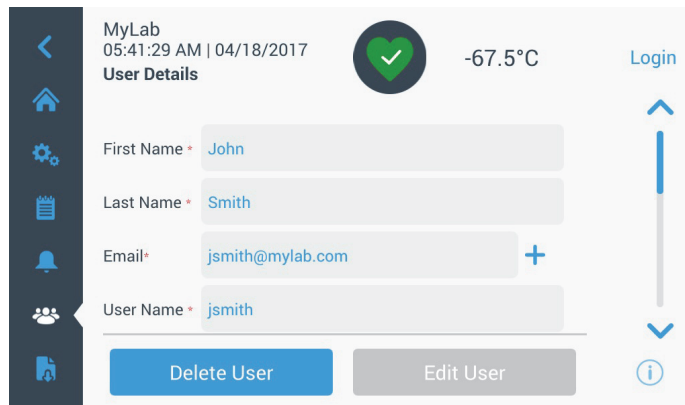 MyLab
05:41:29 AM | 04/18/2017
User Details
-67.5°C
Login
First Name * John
Last Name * Smith
Email* jsmith@mylab.com
User Name * jsmith
Delete User
Edit User